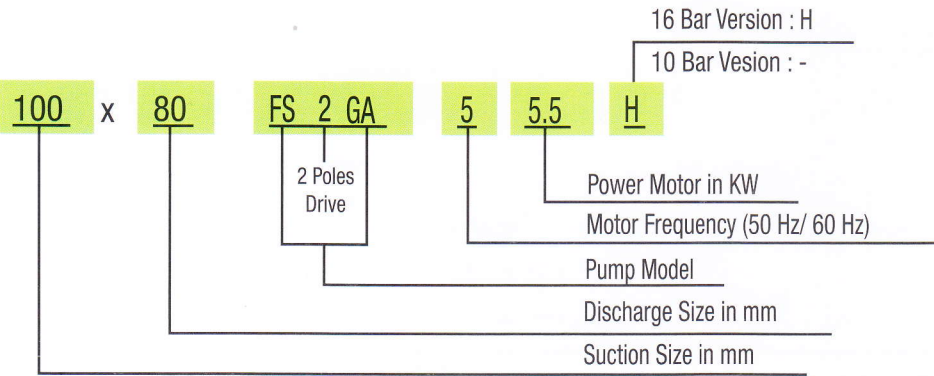 16 Bar Version : H
10 Bar Vesion : -
100 x 80 FS 2 GA 5 5.5 H
2 Poles
Drive
Power Motor in KW
Motor Frequency (50 Hz/ 60 Hz)
Pump Model
Discharge Size in mm
Suction Size in mm